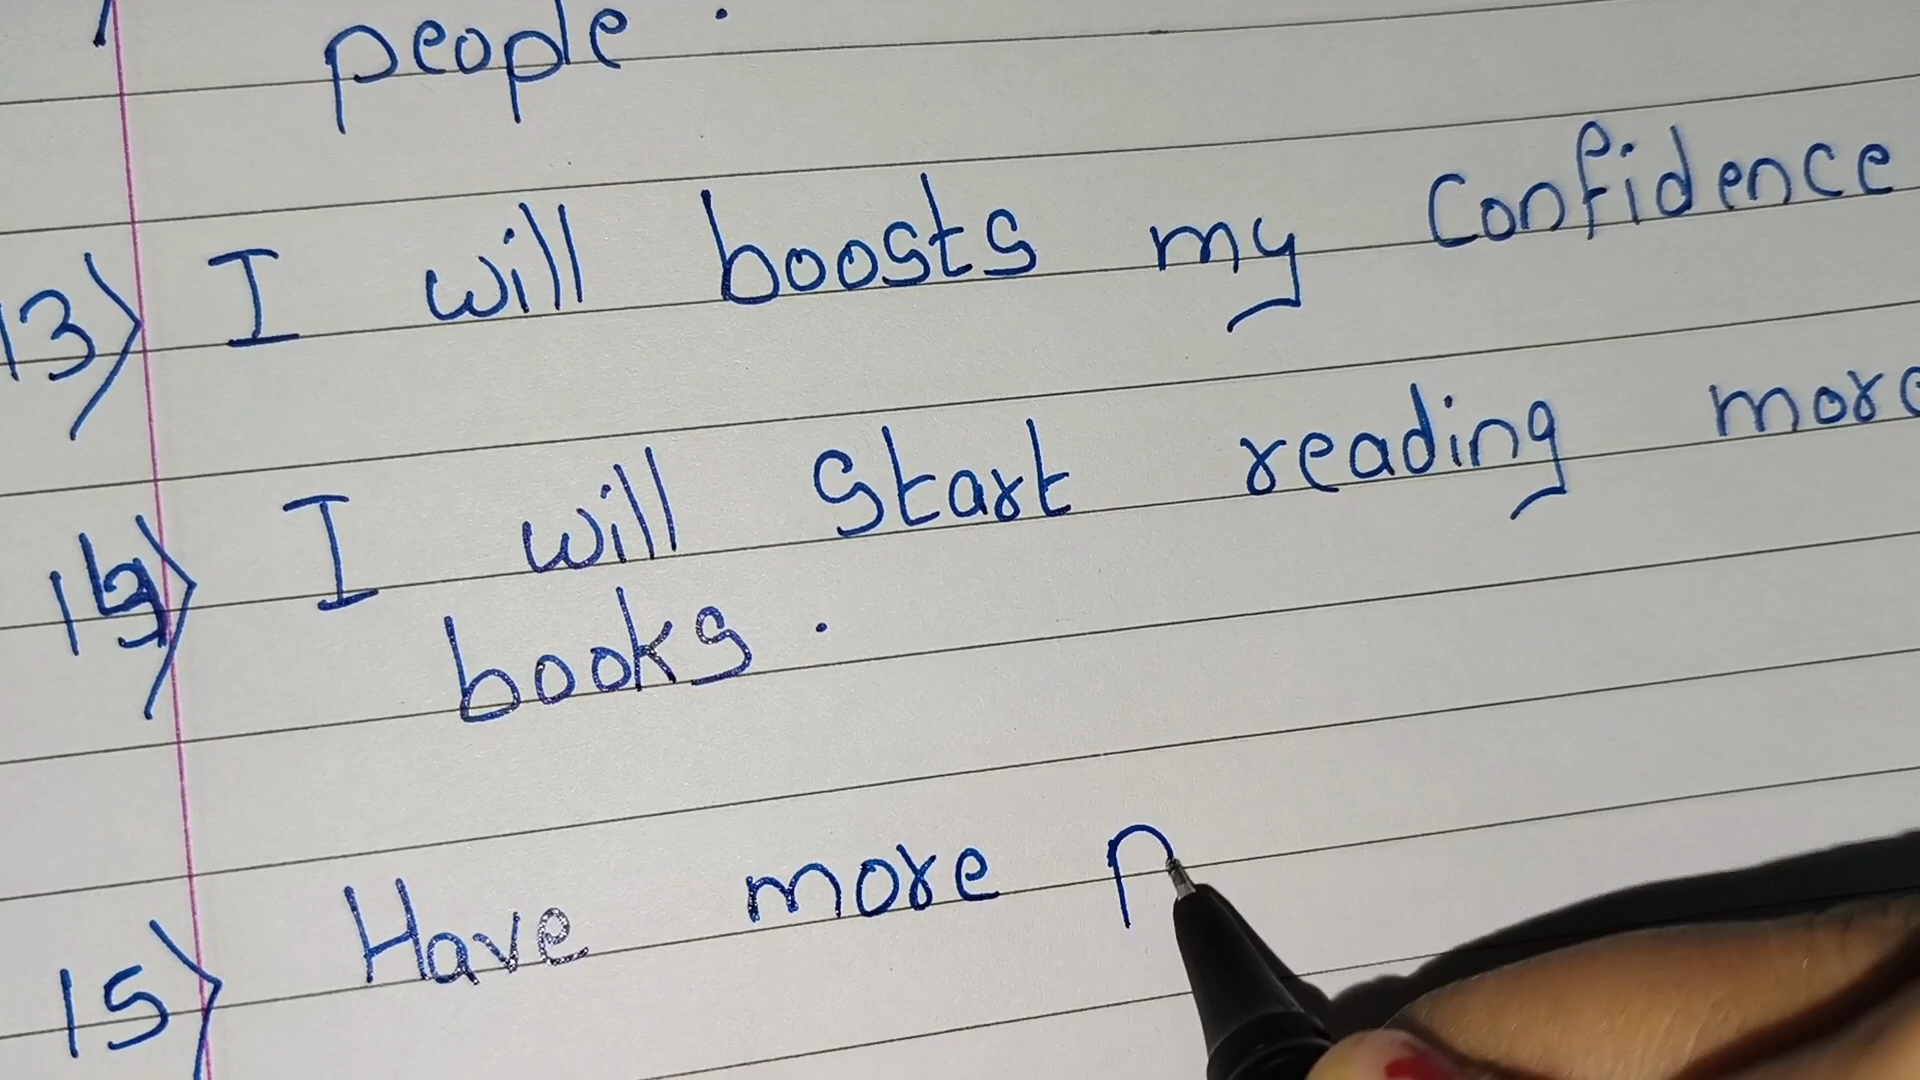 people.
13) I will boosts my Confidence
14) I will start reading more
books.
15) Have more